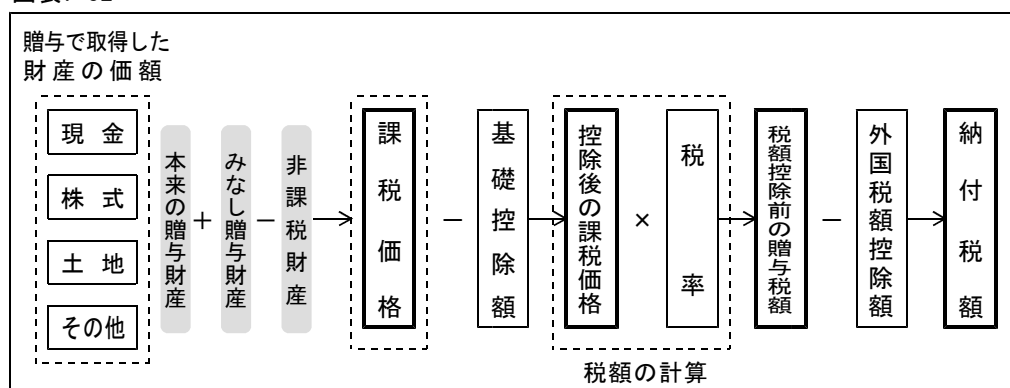 贈与で取得した
財産の価額
現金
株式
土地
その他
本来の贈与財産
＋
みなし贈与財産
－
非課税財産
課税価格
－
基礎控除額
控除後の課税価格
×
税率
税額控除前の贈与税額
－
外国税額控除額
納付税額
税額の計算